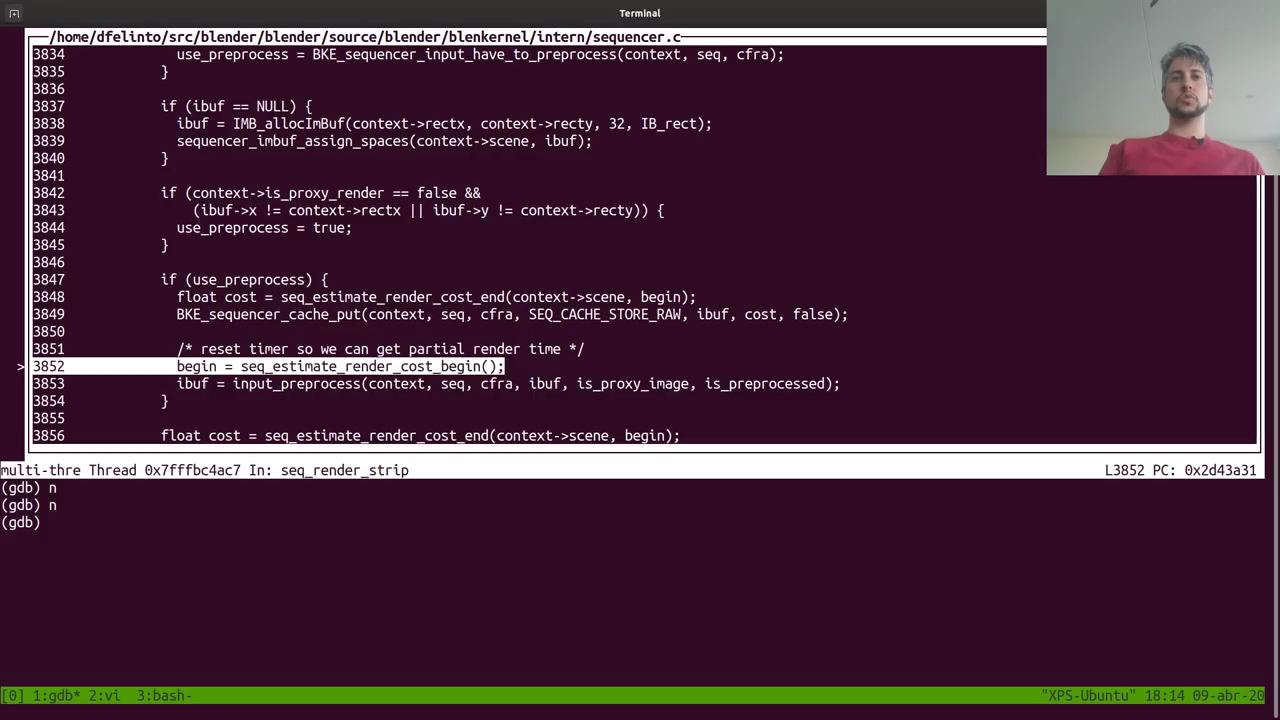 Terminal
/home/dfelinto/src/blender/blender/source/blender/blenkernel/intern/sequencer.c
3834 use_preprocess = BKE_sequencer_input_have_to_preprocess(context, seq, cfra);
3835 }
3836
3837 if (ibuf == NULL) {
3838 ibuf = IMB_allocImBuf(context->rectx, context->recty, 32, IB_rect);
3839 sequencer_imbuf_assign_spaces(context->scene, ibuf);
3840 }
3841
3842 if (context->is_proxy_render == false &&
3843 (ibuf->x != context->rectx || ibuf->y != context->recty)) {
3844 use_preprocess = true;
3845 }
3846
3847 if (use_preprocess) {
3848 float cost = seq_estimate_render_cost_end(context->scene, begin);
3849 BKE_sequencer_cache_put(context, seq, cfra, SEQ_CACHE_STORE_RAW, ibuf, cost, false);
3850
3851 /* reset timer so we can get partial render time */
> 3852 begin = seq_estimate_render_cost_begin();
3853 ibuf = input_preprocess(context, seq, cfra, ibuf, is_proxy_image, is_preprocessed);
3854 }
3855
3856 float cost = seq_estimate_render_cost_end(context->scene, begin);
multi-thre Thread 0x7fffbc4ac7 In: seq_render_strip L3852 PC: 0x2d43a31
(gdb) n
(gdb) n
(gdb)
[0] 1:gdb* 2:vi 3:bash- "XPS-Ubuntu" 18:14 09-abr-20